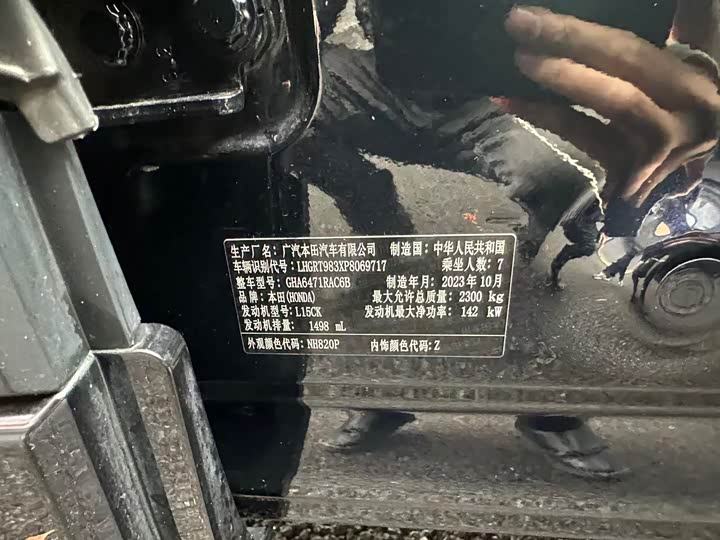 生产厂名：广汽本田汽车有限公司 制造国：中华人民共和国
车辆识别代号：LHGRT983XP8069717 乘坐人数：7
整车型号：GHA6471RAC6B 制造年月：2023年10月
品牌：本田(HONDA) 最大允许总质量：2300 kg
发动机型号：L15CK 发动机最大净功率：142 kW
发动机排量：1498 mL
外观颜色代码：NH820P 内饰颜色代码：Z